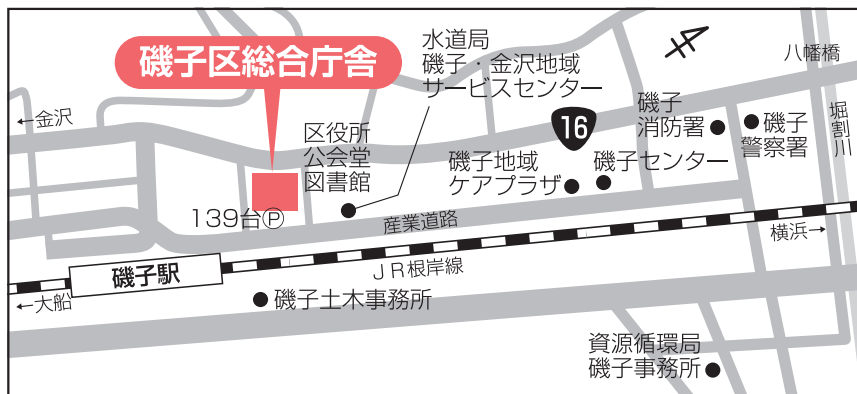 磯子区総合庁舎
水道局
磯子・金沢地域
サービスセンター
八幡橋
←金沢
区役所
公会堂
図書館
16
磯子
消防署
磯子
警察署
堀割川
磯子地域
ケアプラザ
磯子センター
139台Ⓟ
産業道路
横浜→
磯子駅
JR根岸線
←大船
磯子土木事務所
資源循環局
磯子事務所